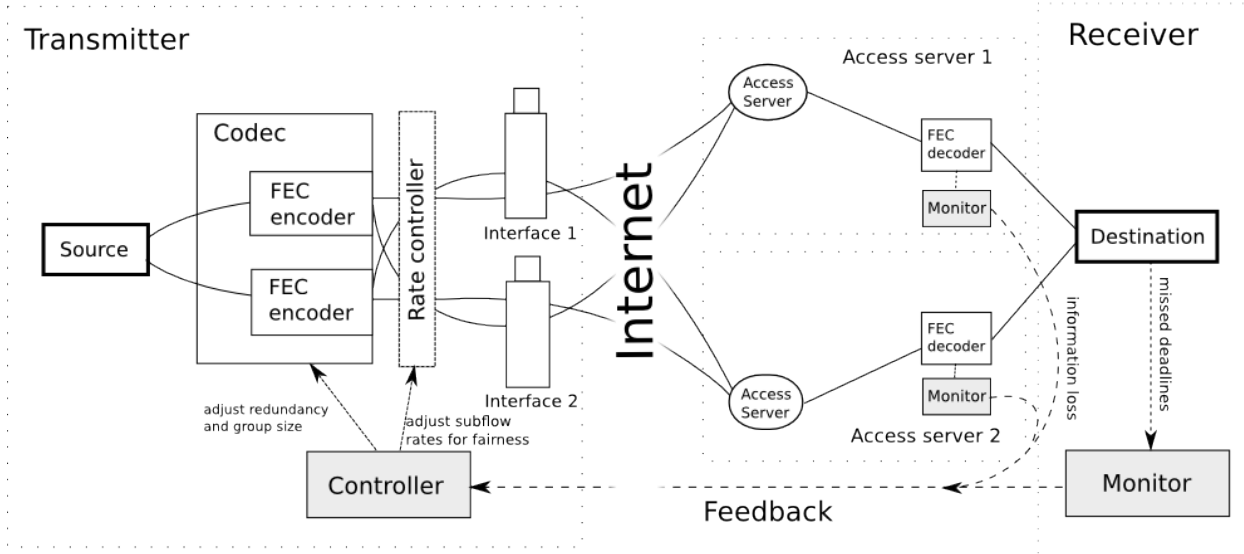 Transmitter
Receiver
Access server 1
Access
Server
Codec
FEC
decoder
FEC
encoder
Rate controller
Monitor
Source
Interface 1
Internet
Destination
FEC
encoder
information loss
missed deadlines
FEC
decoder
Interface 2
Access
Server
Monitor
adjust redundancy
and group size
adjust subflow
rates for fairness
Access server 2
Controller
Monitor
Feedback